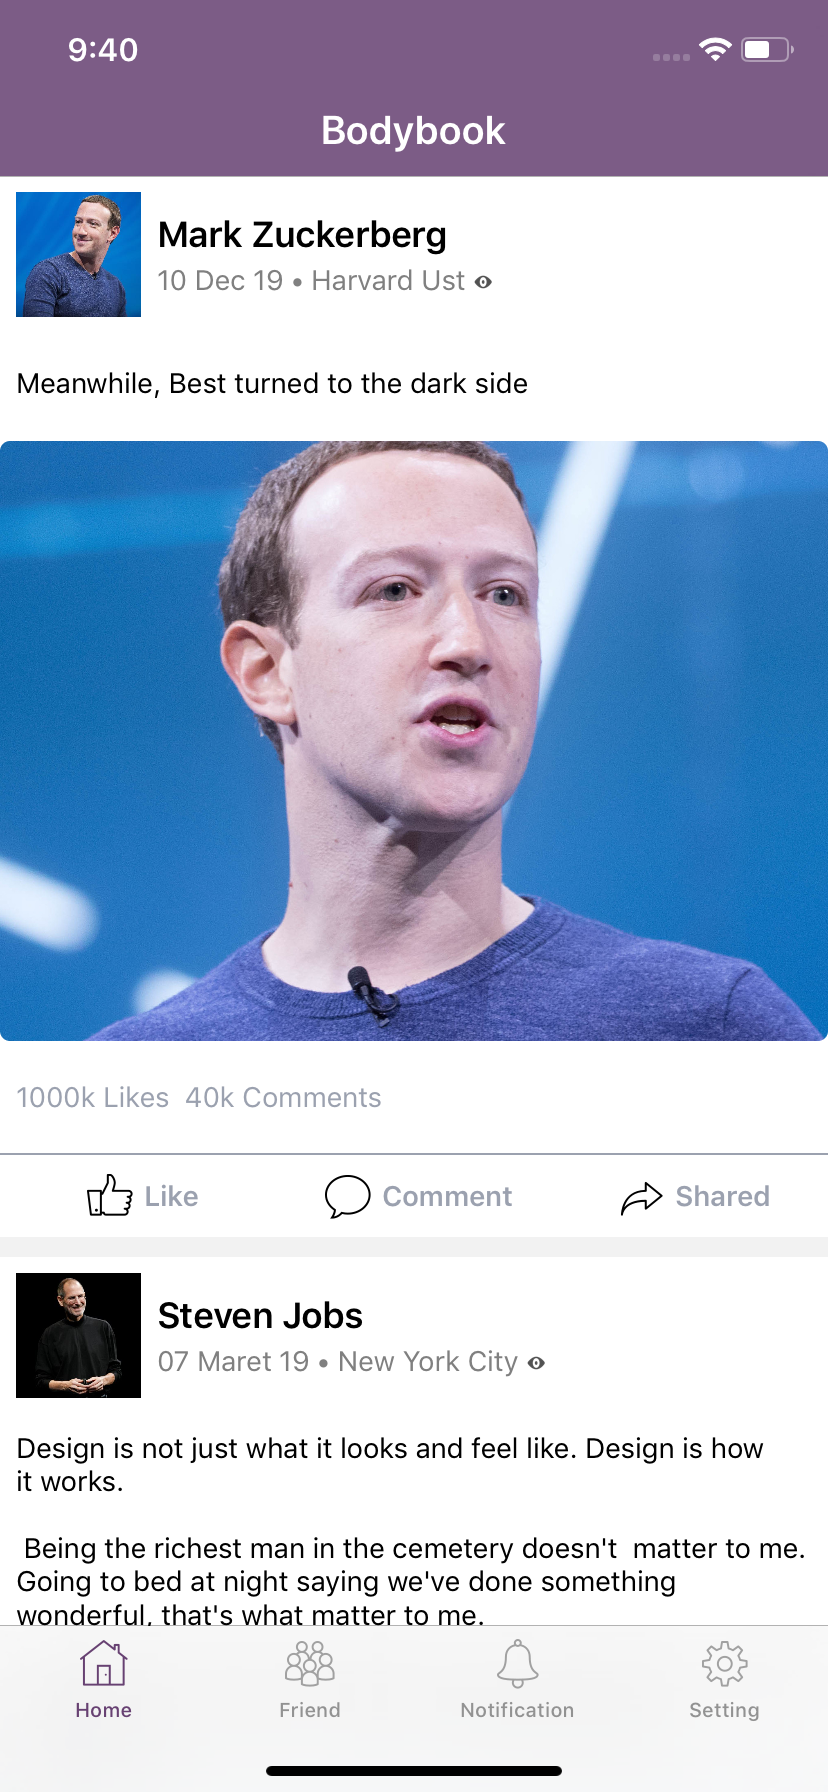 9:40
Bodybook
Mark Zuckerberg
10 Dec 19 • Harvard Ust
Meanwhile, Best turned to the dark side
1000k Likes  40k Comments
Like
Comment
Shared
Steven Jobs
07 Maret 19 • New York City
Design is not just what it looks and feel like. Design is how
it works.
Being the richest man in the cemetery doesn't  matter to me.
Going to bed at night saying we've done something
wonderful, that's what matter to me.
Home
Friend
Notification
Setting